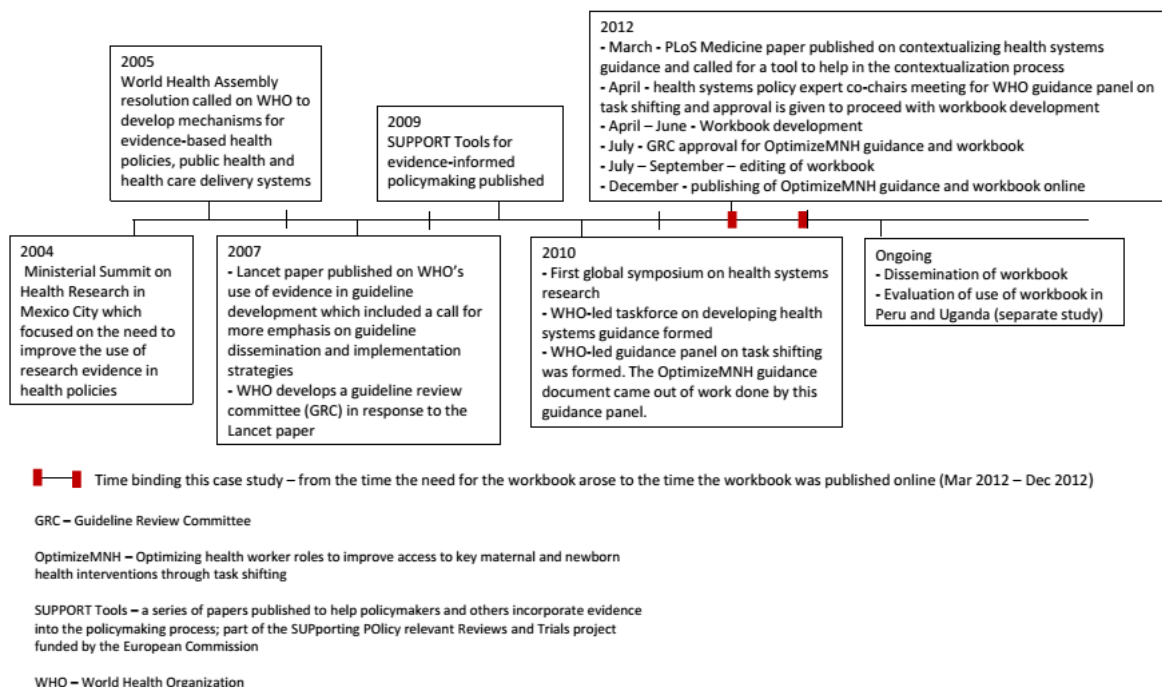 2005
World Health Assembly
resolution called on WHO to
develop mechanisms for
evidence-based health
policies, public health and
health care delivery systems
2009
SUPPORT Tools for
evidence-informed
policymaking published
2012
- March - PLoS Medicine paper published on contextualizing health systems
guidance and called for a tool to help in the contextualization process
- April - health systems policy expert co-chairs meeting for WHO guidance panel on
task shifting and approval is given to proceed with workbook development
- April – June - Workbook development
- July - GRC approval for OptimizeMNH guidance and workbook
- July – September – editing of workbook
- December - publishing of OptimizeMNH guidance and workbook online
2004
Ministerial Summit on
Health Research in
Mexico City which
focused on the need to
improve the use of
research evidence in
health policies
2007
- Lancet paper published on WHO's
use of evidence in guideline
development which included a call for
more emphasis on guideline
dissemination and implementation
strategies
- WHO develops a guideline review
committee (GRC) in response to the
Lancet paper
2010
- First global symposium on health systems
research
- WHO-led taskforce on developing health
systems guidance formed
- WHO-led guidance panel on task shifting
was formed. The OptimizeMNH guidance
document came out of work done by this
guidance panel.
Ongoing
- Dissemination of workbook
- Evaluation of use of workbook in
Peru and Uganda (separate study)
Time binding this case study – from the time the need for the workbook arose to the time the workbook was published online (Mar 2012 – Dec 2012)
GRC – Guideline Review Committee
OptimizeMNH – Optimizing health worker roles to improve access to key maternal and newborn
health interventions through task shifting
SUPPORT Tools – a series of papers published to help policymakers and others incorporate evidence
into the policymaking process; part of the SUPporting POlicy relevant Reviews and Trials project
funded by the European Commission
WHO – World Health Organization